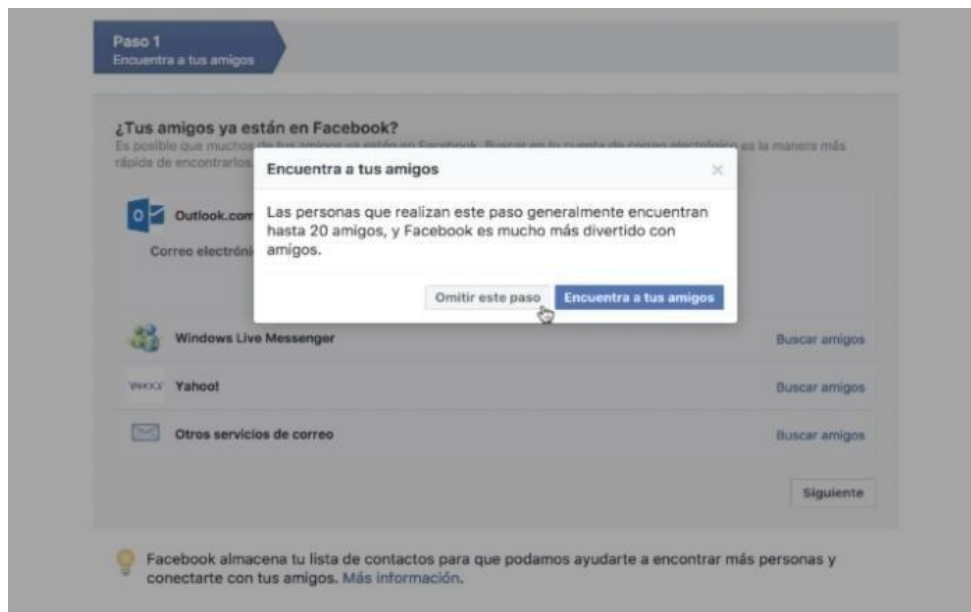 Paso 1
Encuentra a tus amigos
¿Tus amigos ya están en Facebook?
Es posible que muchos de tus amigos ya estén en Facebook. Buscar en tu cuenta de correo electrónico es la manera más
rápida de encontrarlos.
Encuentra a tus amigos
Las personas que realizan este paso generalmente encuentran
hasta 20 amigos, y Facebook es mucho más divertido con
amigos.
Omitir este paso Encuentra a tus amigos
Outlook.com
Correo electróni
Windows Live Messenger Buscar amigos
YAHOO! Yahoo! Buscar amigos
Otros servicios de correo Buscar amigos
Siguiente
Facebook almacena tu lista de contactos para que podamos ayudarte a encontrar más personas y
conectarte con tus amigos. Más información.